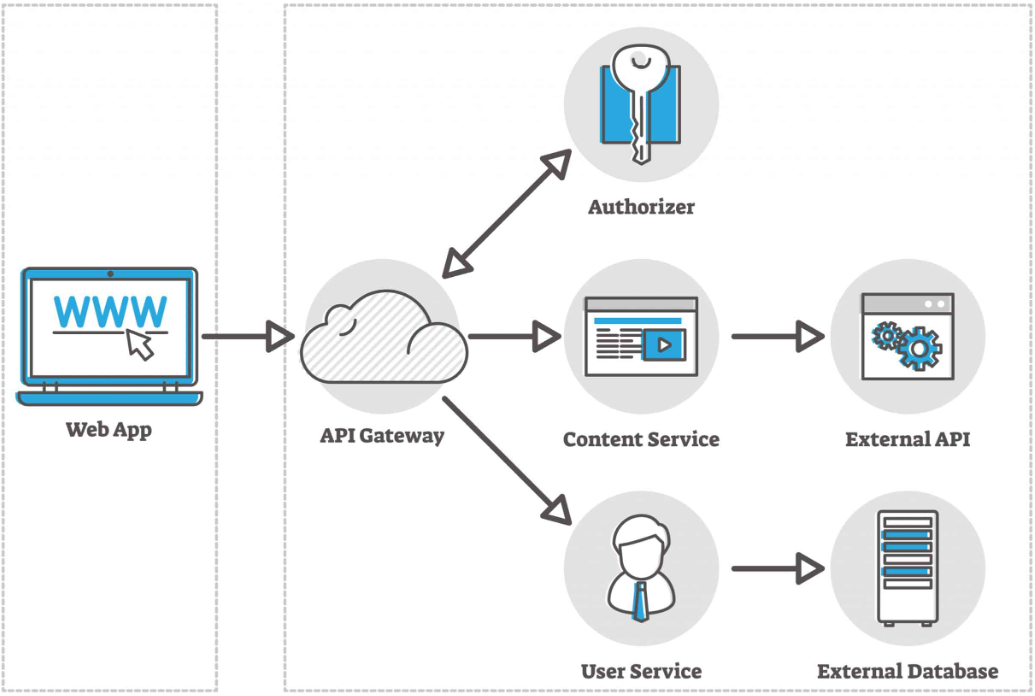 Authorizer
WWW
Web App
API Gateway
Content Service
External API
User Service
External Database